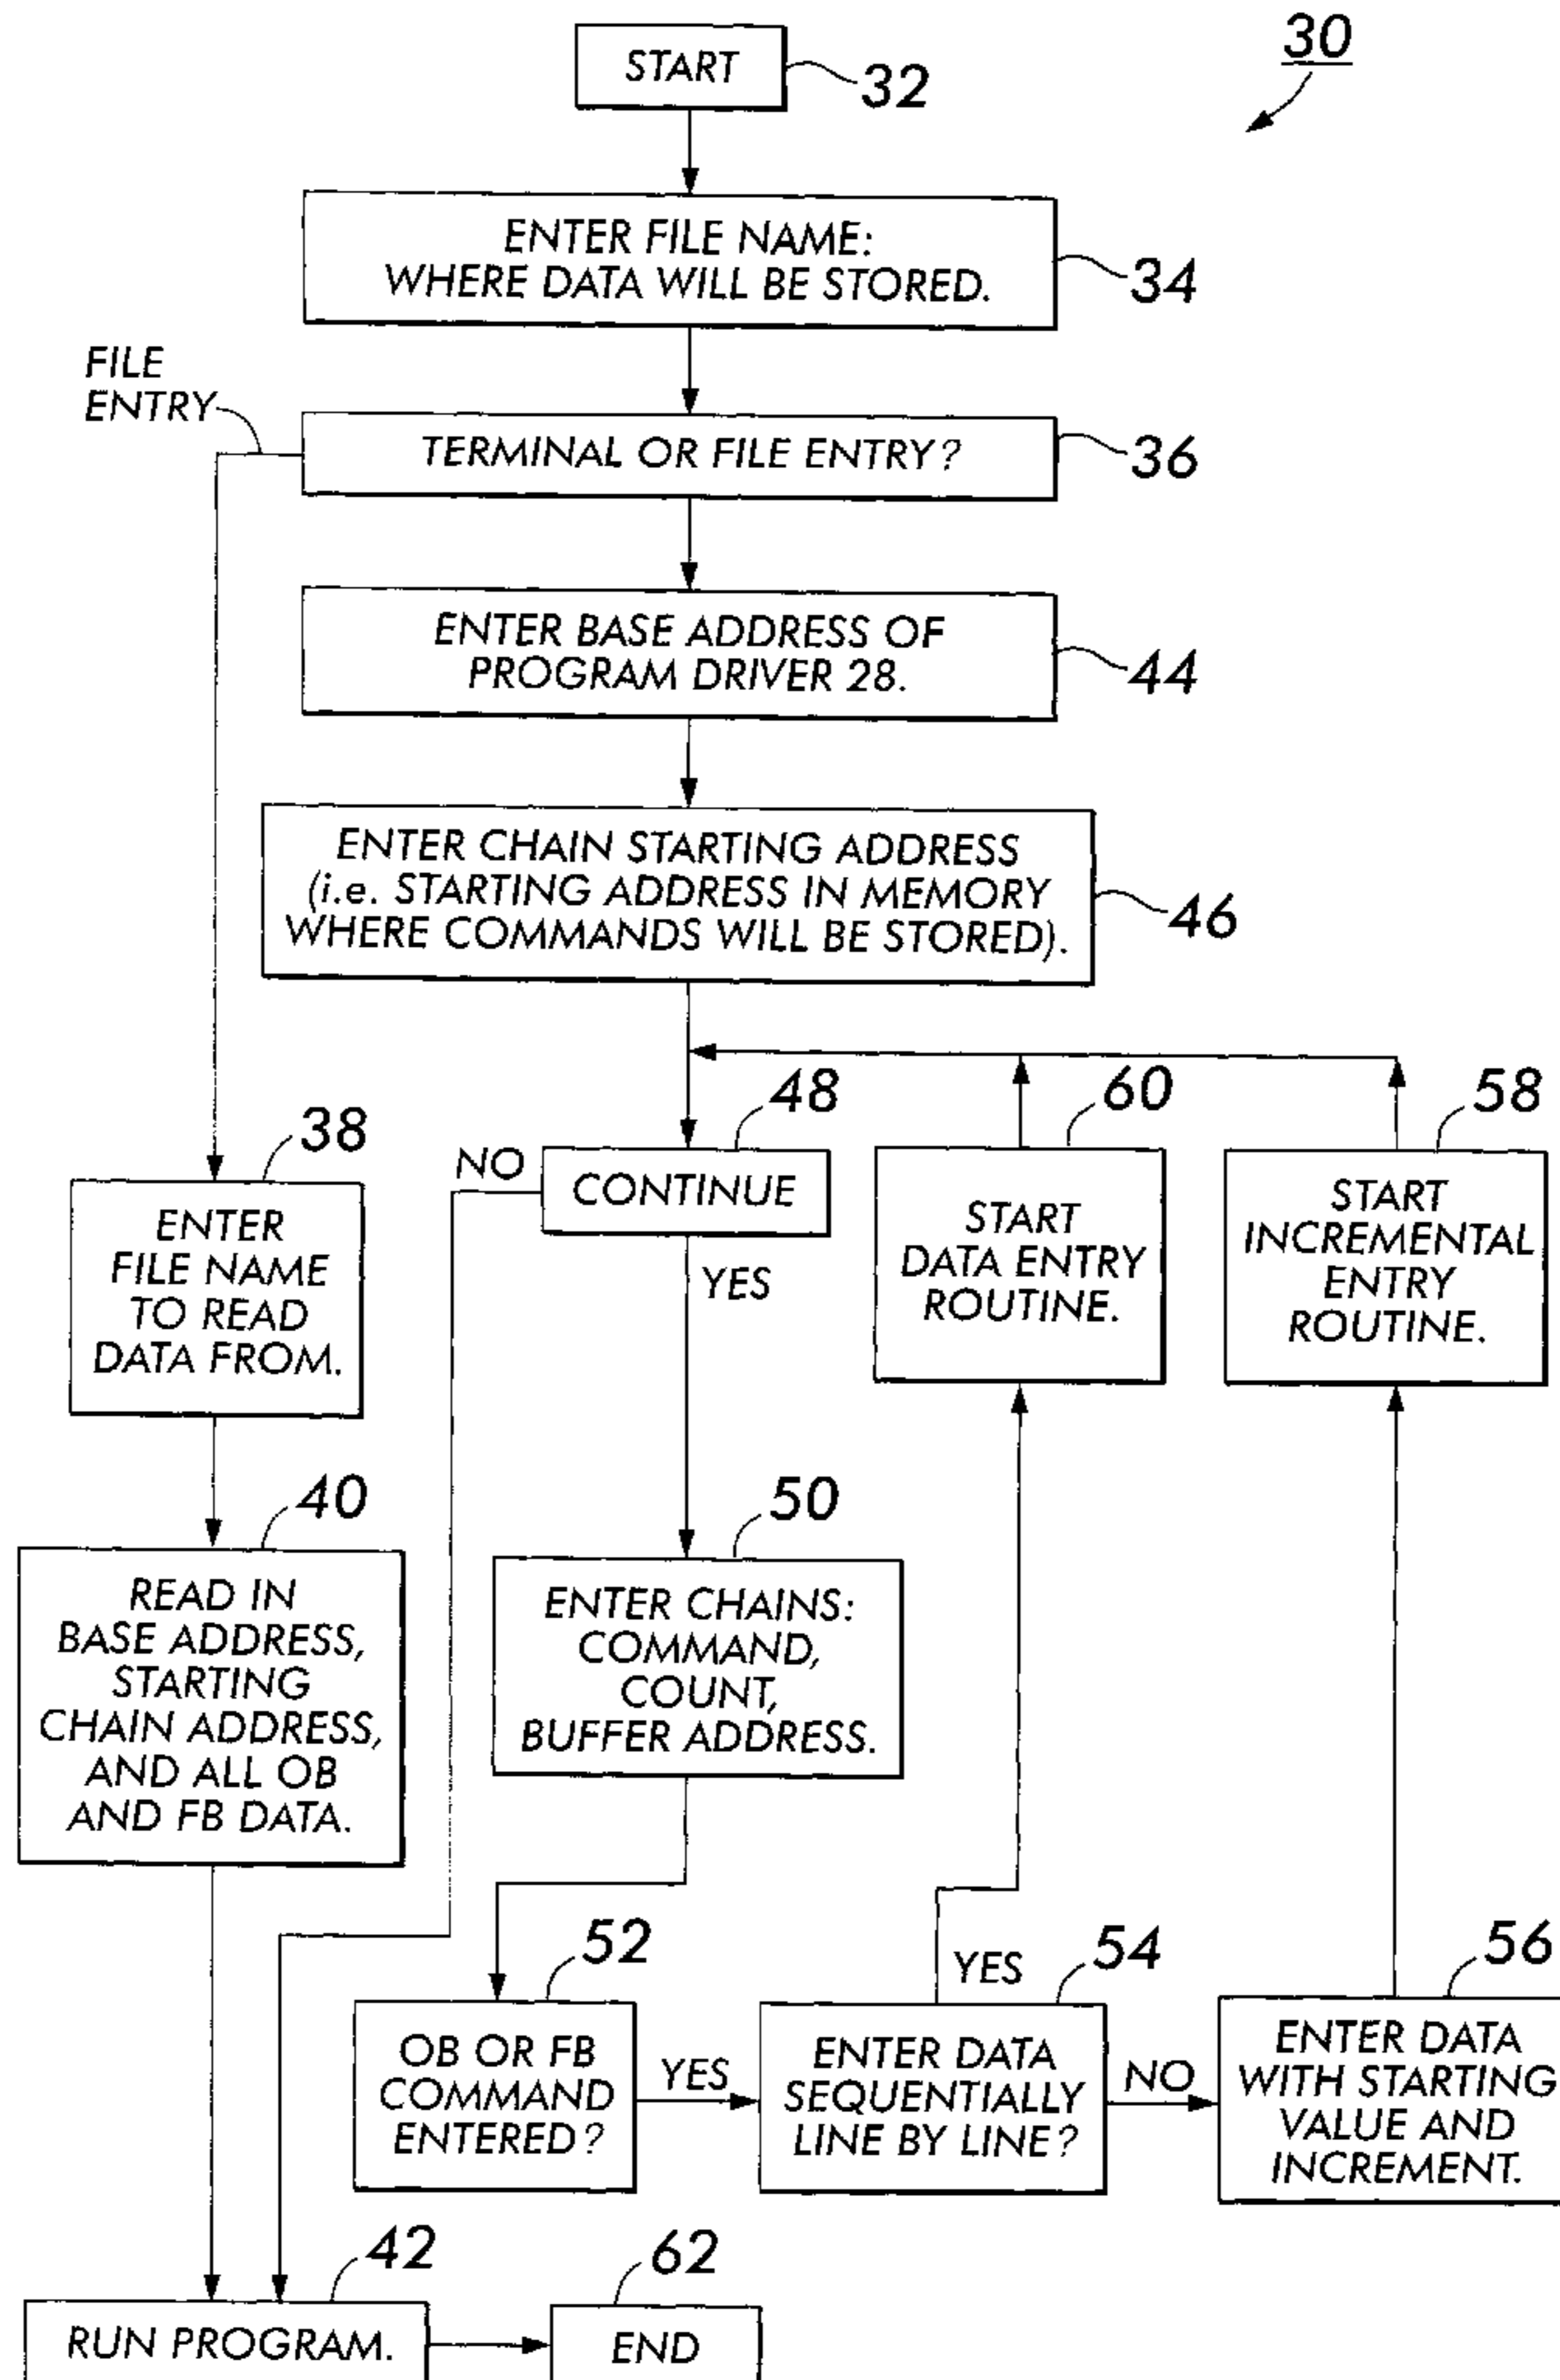 30
START
32
ENTER FILE NAME:
WHERE DATA WILL BE STORED.
34
FILE
ENTRY
TERMINAL OR FILE ENTRY?
36
ENTER BASE ADDRESS OF
PROGRAM DRIVER 28.
44
ENTER CHAIN STARTING ADDRESS
(i.e. STARTING ADDRESS IN MEMORY
WHERE COMMANDS WILL BE STORED).
46
38
ENTER
FILE NAME
TO READ
DATA FROM.
NO
48
CONTINUE
YES
60
START
DATA ENTRY
ROUTINE.
58
START
INCREMENTAL
ENTRY
ROUTINE.
40
READ IN
BASE ADDRESS,
STARTING
CHAIN ADDRESS,
AND ALL OB
AND FB DATA.
50
ENTER CHAINS:
COMMAND,
COUNT,
BUFFER ADDRESS.
52
OB OR FB
COMMAND
ENTERED?
YES
YES
54
ENTER DATA
SEQUENTIALLY
LINE BY LINE?
NO
56
ENTER DATA
WITH STARTING
VALUE AND
INCREMENT.
42
RUN PROGRAM.
62
END